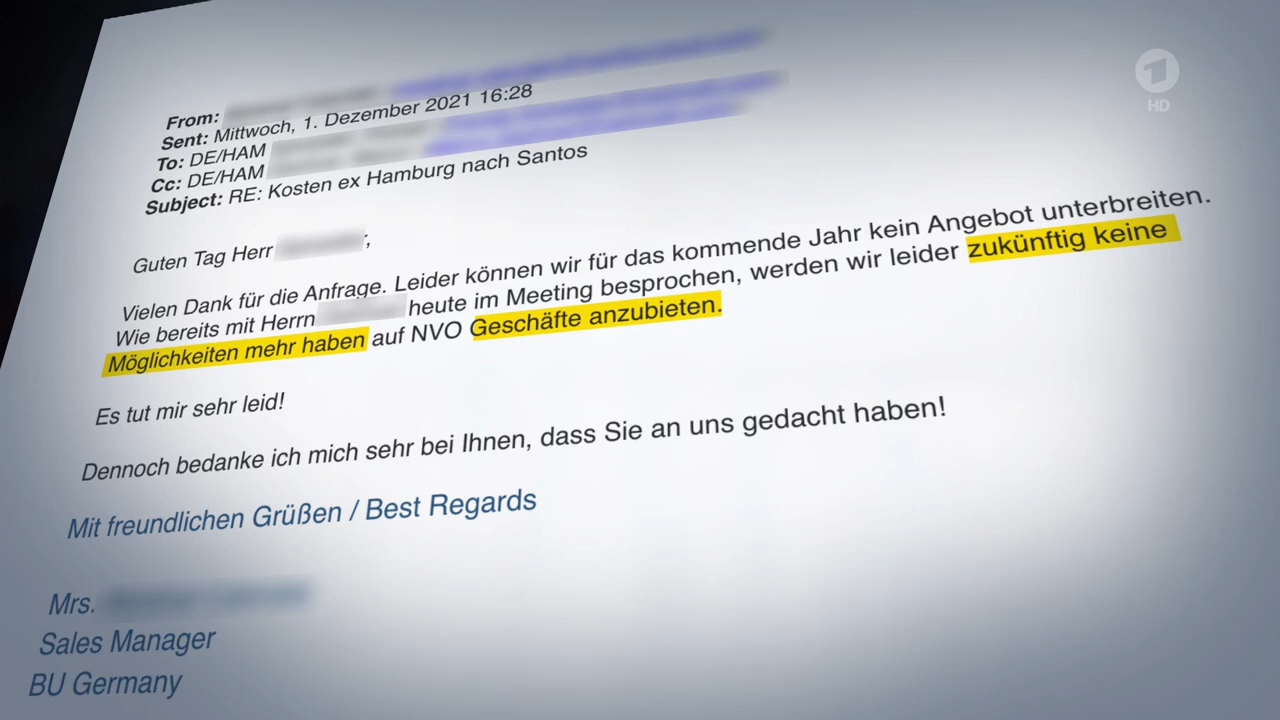 From:
Sent: Mittwoch, 1. Dezember 2021 16:28
To: DE/HAM
Cc: DE/HAM
Subject: RE: Kosten ex Hamburg nach Santos
Guten Tag Herr ,
Vielen Dank für die Anfrage. Leider können wir für das kommende Jahr kein Angebot unterbreiten.
Wie bereits mit Herrn heute im Meeting besprochen, werden wir leider zukünftig keine
Möglichkeiten mehr haben auf NVO Geschäfte anzubieten.
Es tut mir sehr leid!
Dennoch bedanke ich mich sehr bei Ihnen, dass Sie an uns gedacht haben!
Mit freundlichen Grüßen / Best Regards
Mrs.
Sales Manager
BU Germany
1
HD